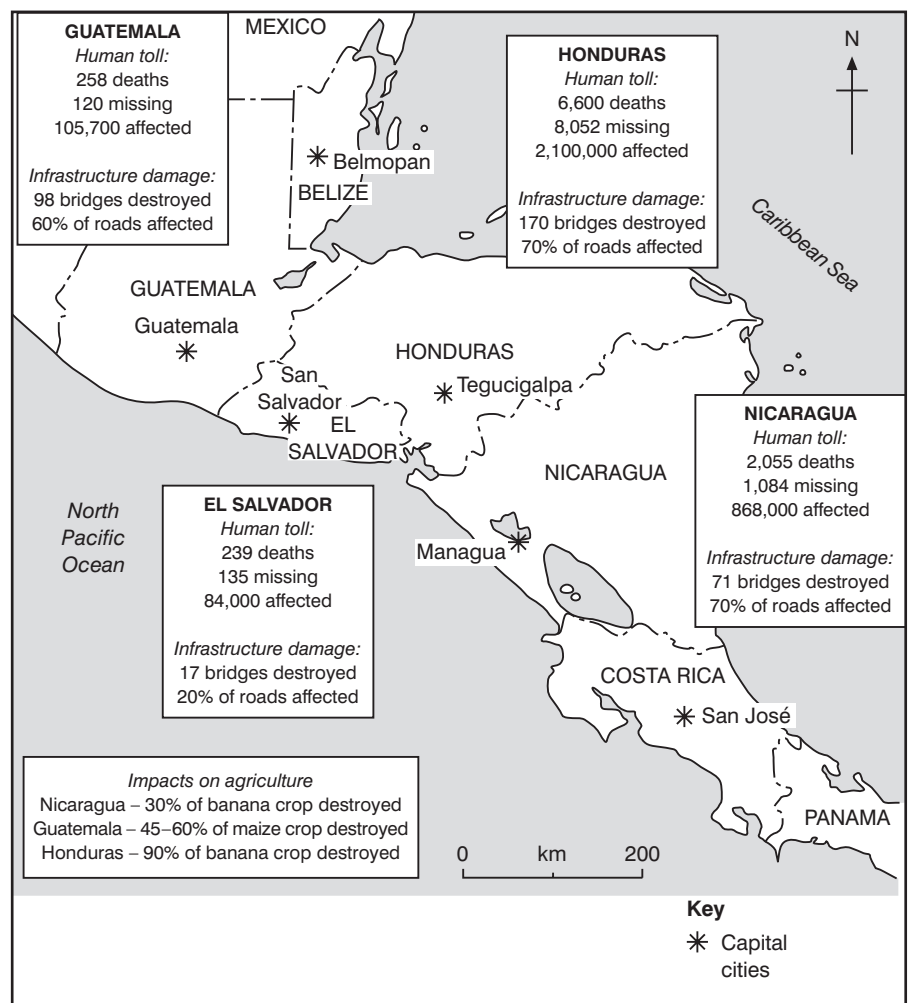 GUATEMALA
Human toll:
258 deaths
120 missing
105,700 affected
Infrastructure damage:
98 bridges destroyed
60% of roads affected
MEXICO
HONDURAS
Human toll:
6,600 deaths
8,052 missing
2,100,000 affected
Infrastructure damage:
170 bridges destroyed
70% of roads affected
N
Belmopan
BELIZE
Caribbean Sea
GUATEMALA
Guatemala
HONDURAS
Tegucigalpa
San
Salvador
EL
SALVADOR
NICARAGUA
Human toll:
2,055 deaths
1,084 missing
868,000 affected
Infrastructure damage:
71 bridges destroyed
70% of roads affected
NICARAGUA
Managua
North
Pacific
Ocean
EL SALVADOR
Human toll:
239 deaths
135 missing
84,000 affected
Infrastructure damage:
17 bridges destroyed
20% of roads affected
COSTA RICA
San José
PANAMA
Impacts on agriculture
Nicaragua – 30% of banana crop destroyed
Guatemala – 45–60% of maize crop destroyed
Honduras – 90% of banana crop destroyed
0 km 200
Key
Capital
cities